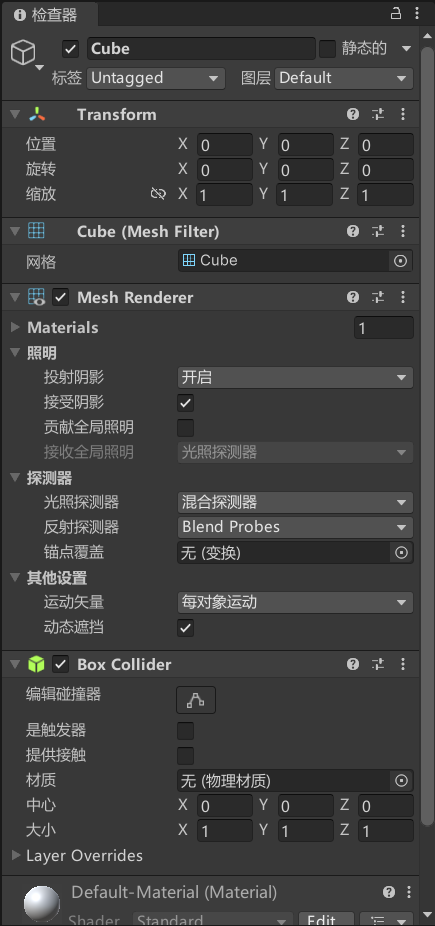 检查器
Cube 静态的
标签 Untagged 图层 Default
Transform
位置 X 0 Y 0 Z 0
旋转 X 0 Y 0 Z 0
缩放 X 1 Y 1 Z 1
Cube (Mesh Filter)
网格 Cube
Mesh Renderer
Materials 1
照明
投射阴影 开启
接受阴影
贡献全局照明
接收全局照明 光照探测器
探测器
光照探测器 混合探测器
反射探测器 Blend Probes
锚点覆盖 无 (变换)
其他设置
运动矢量 每对象运动
动态遮挡
Box Collider
编辑碰撞器
是触发器
提供接触
材质 无 (物理材质)
中心 X 0 Y 0 Z 0
大小 X 1 Y 1 Z 1
Layer Overrides
Default-Material (Material)
Shader Standard Edit...